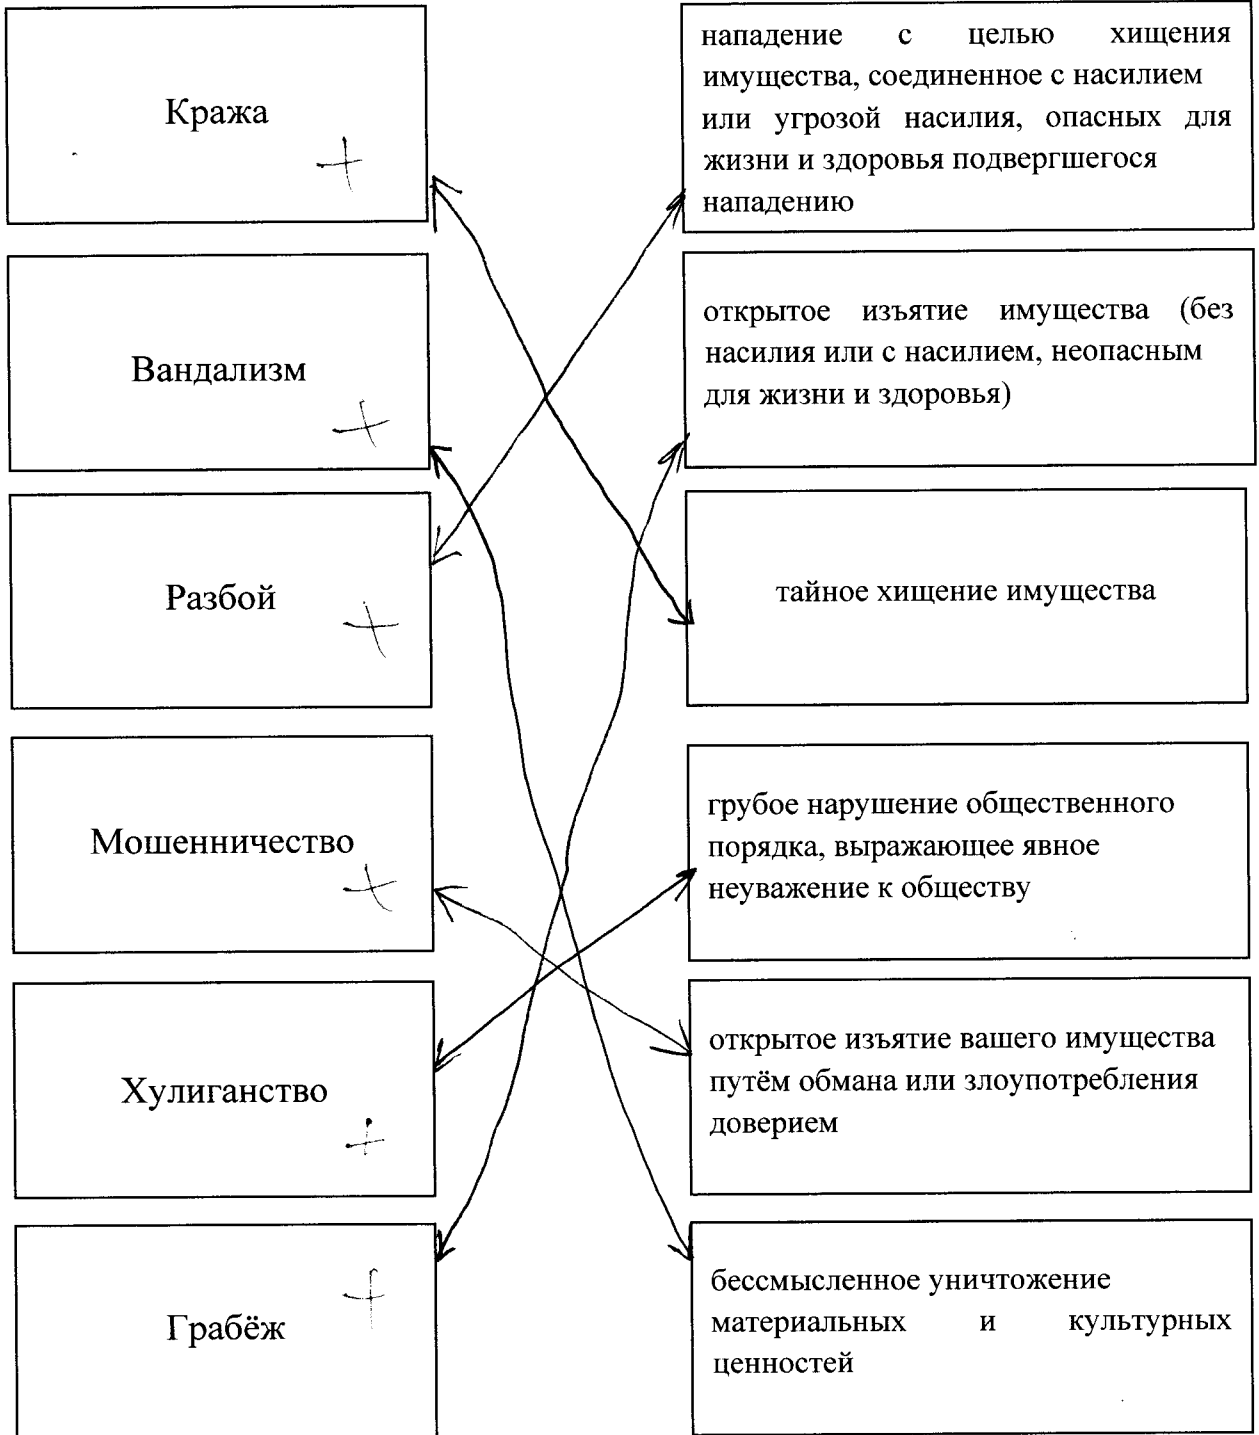 Кража
+
Вандализм
+
Разбой
+
Мошенничество
+
Хулиганство
+
Грабёж
+
нападение с целью хищения
имущества, соединенное с насилием
или угрозой насилия, опасных для
жизни и здоровья подвергшегося
нападению
открытое изъятие имущества (без
насилия или с насилием, неопасным
для жизни и здоровья)
тайное хищение имущества
грубое нарушение общественного
порядка, выражающее явное
неуважение к обществу
открытое изъятие вашего имущества
путём обмана или злоупотребления
доверием
бессмысленное уничтожение
материальных и культурных
ценностей